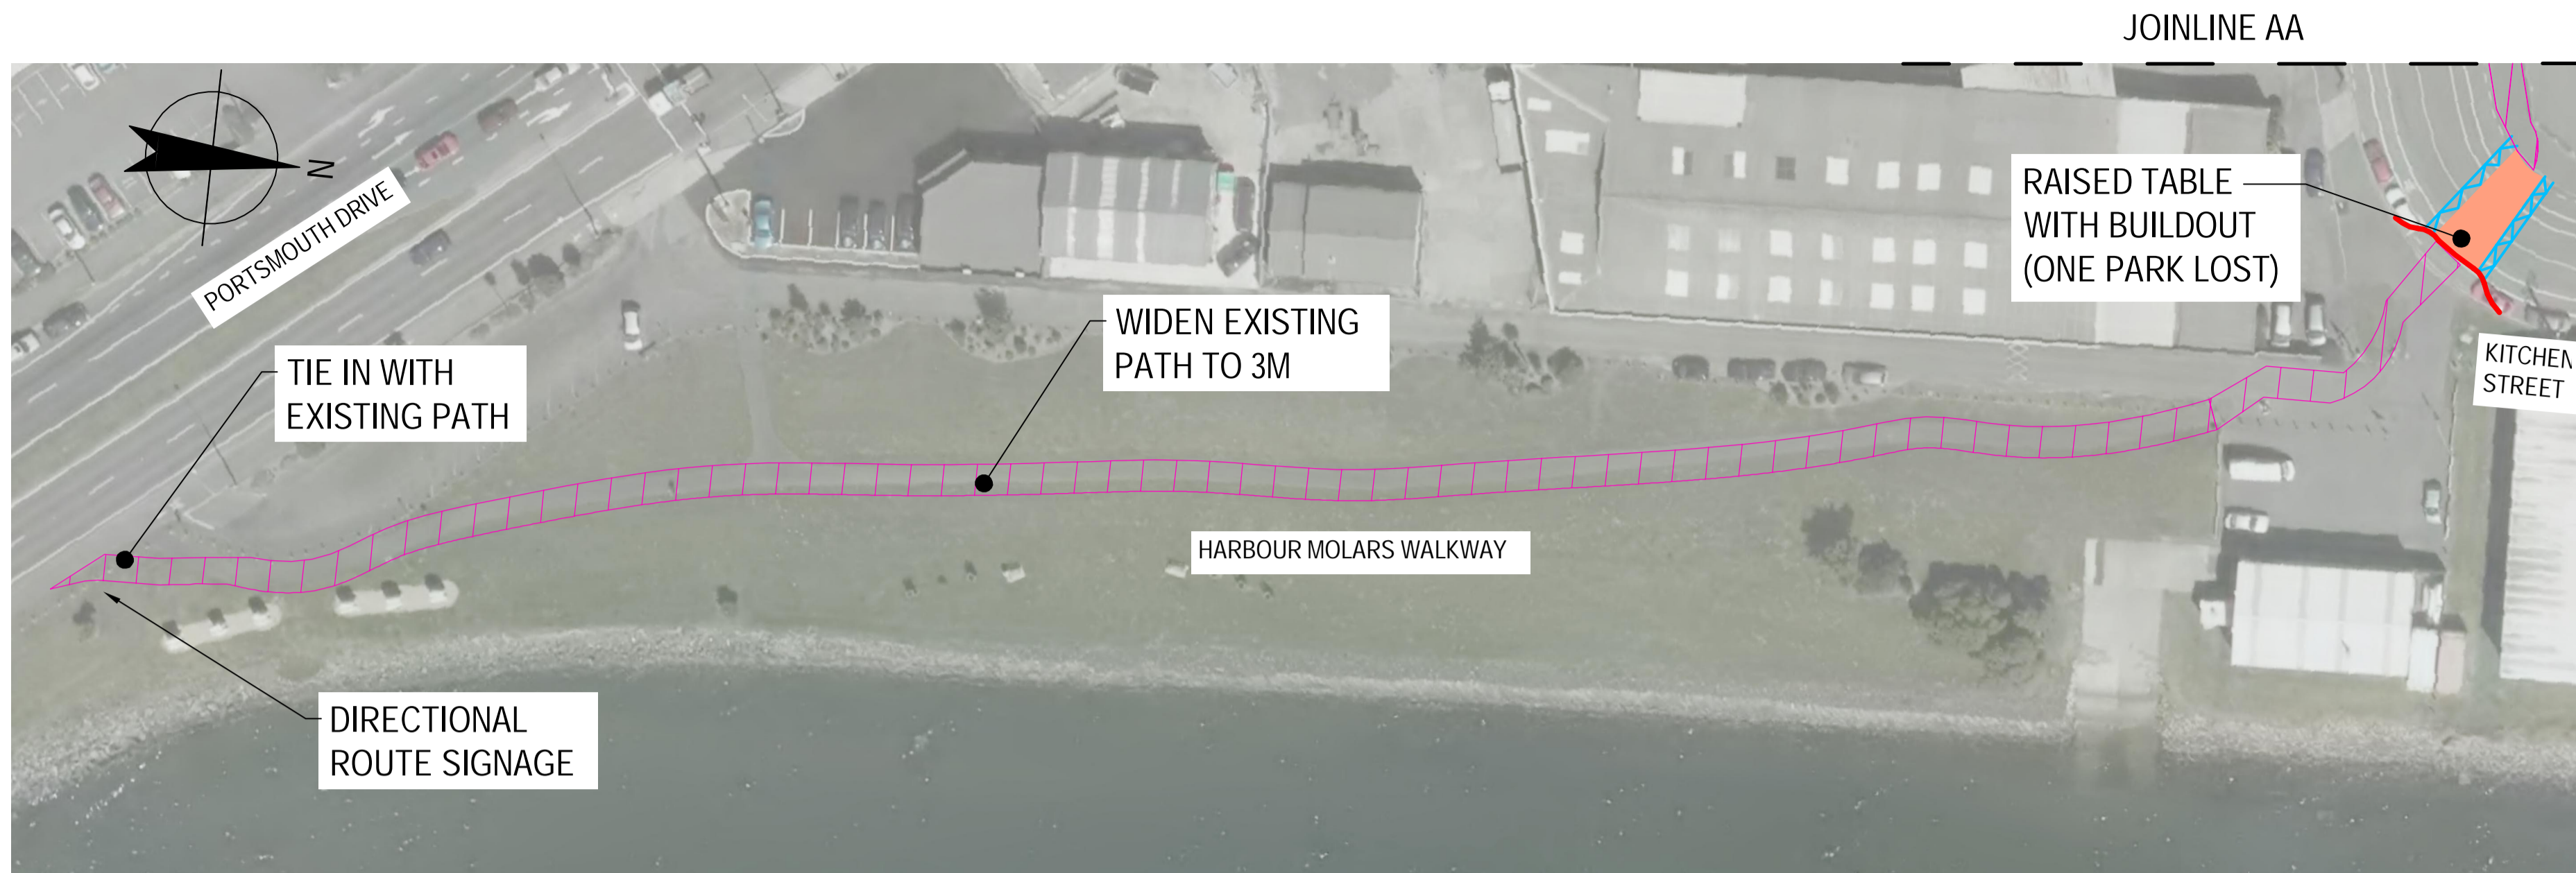 JOINLINE AA
N
PORTSMOUTH DRIVE
RAISED TABLE
WITH BUILDOUT
(ONE PARK LOST)
WIDEN EXISTING
PATH TO 3M
TIE IN WITH
EXISTING PATH
KITCHEN
STREET
HARBOUR MOLARS WALKWAY
DIRECTIONAL
ROUTE SIGNAGE